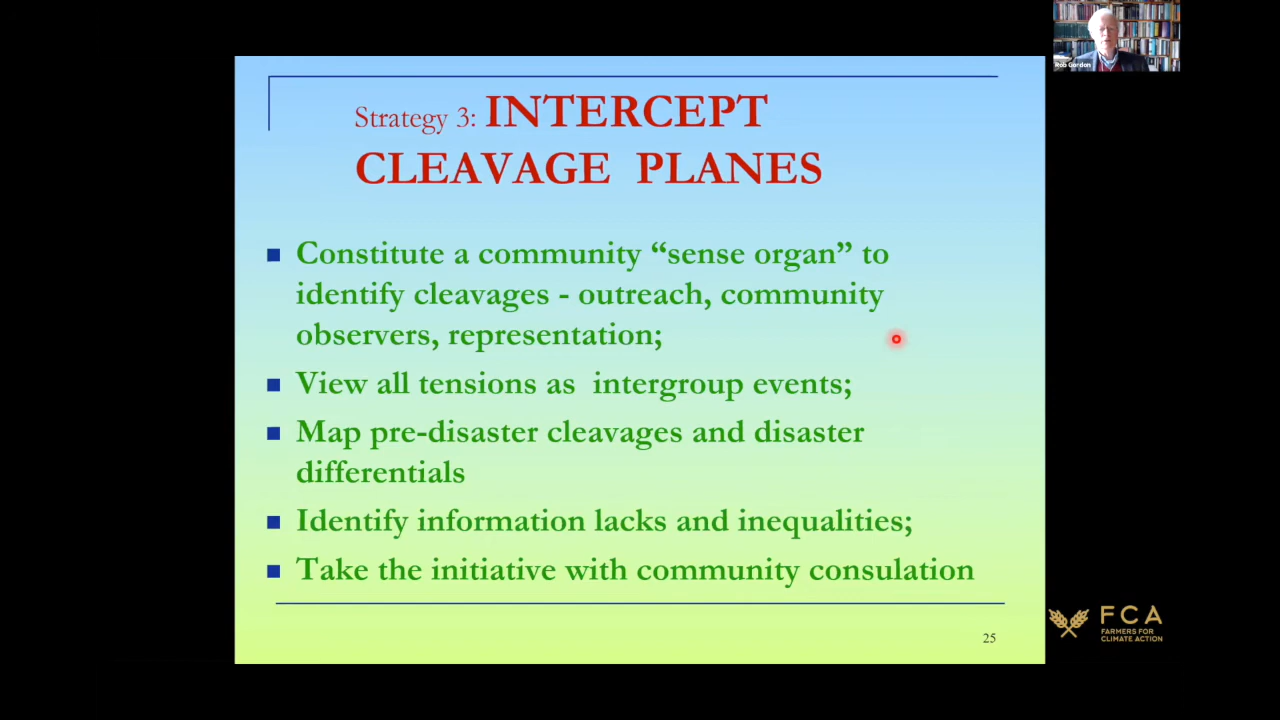 Rob Gordon
Strategy 3: INTERCEPT
CLEAVAGE PLANES
Constitute a community “sense organ” to
identify cleavages - outreach, community
observers, representation;
View all tensions as intergroup events;
Map pre-disaster cleavages and disaster
differentials
Identify information lacks and inequalities;
Take the initiative with community consulation
25
FCA
FARMERS FOR
CLIMATE ACTION